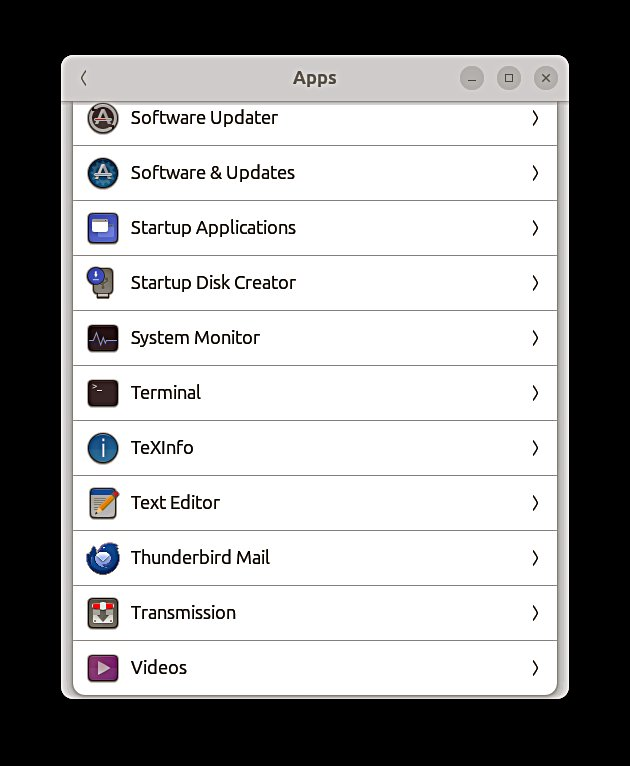 Apps
Software Updater
Software & Updates
Startup Applications
Startup Disk Creator
System Monitor
Terminal
TeXInfo
Text Editor
Thunderbird Mail
Transmission
Videos